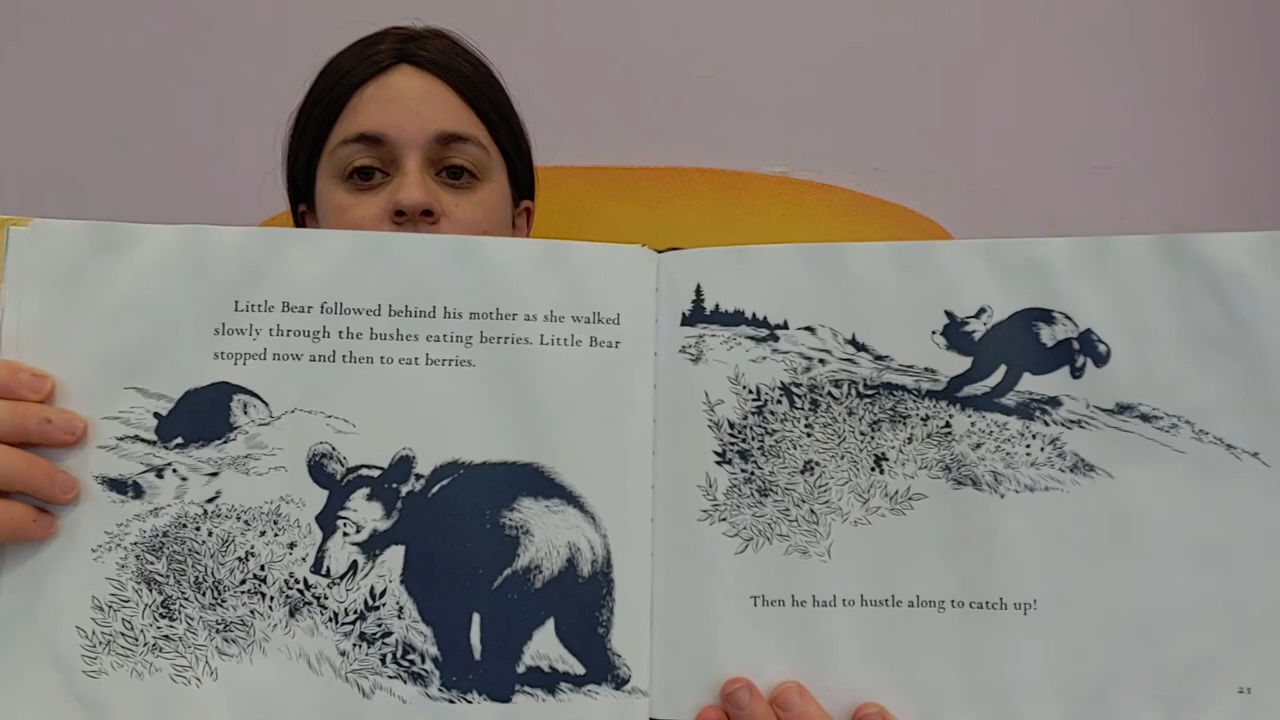 Little Bear followed behind his mother as she walked
slowly through the bushes eating berries. Little Bear
stopped now and then to eat berries.
Then he had to hustle along to catch up!